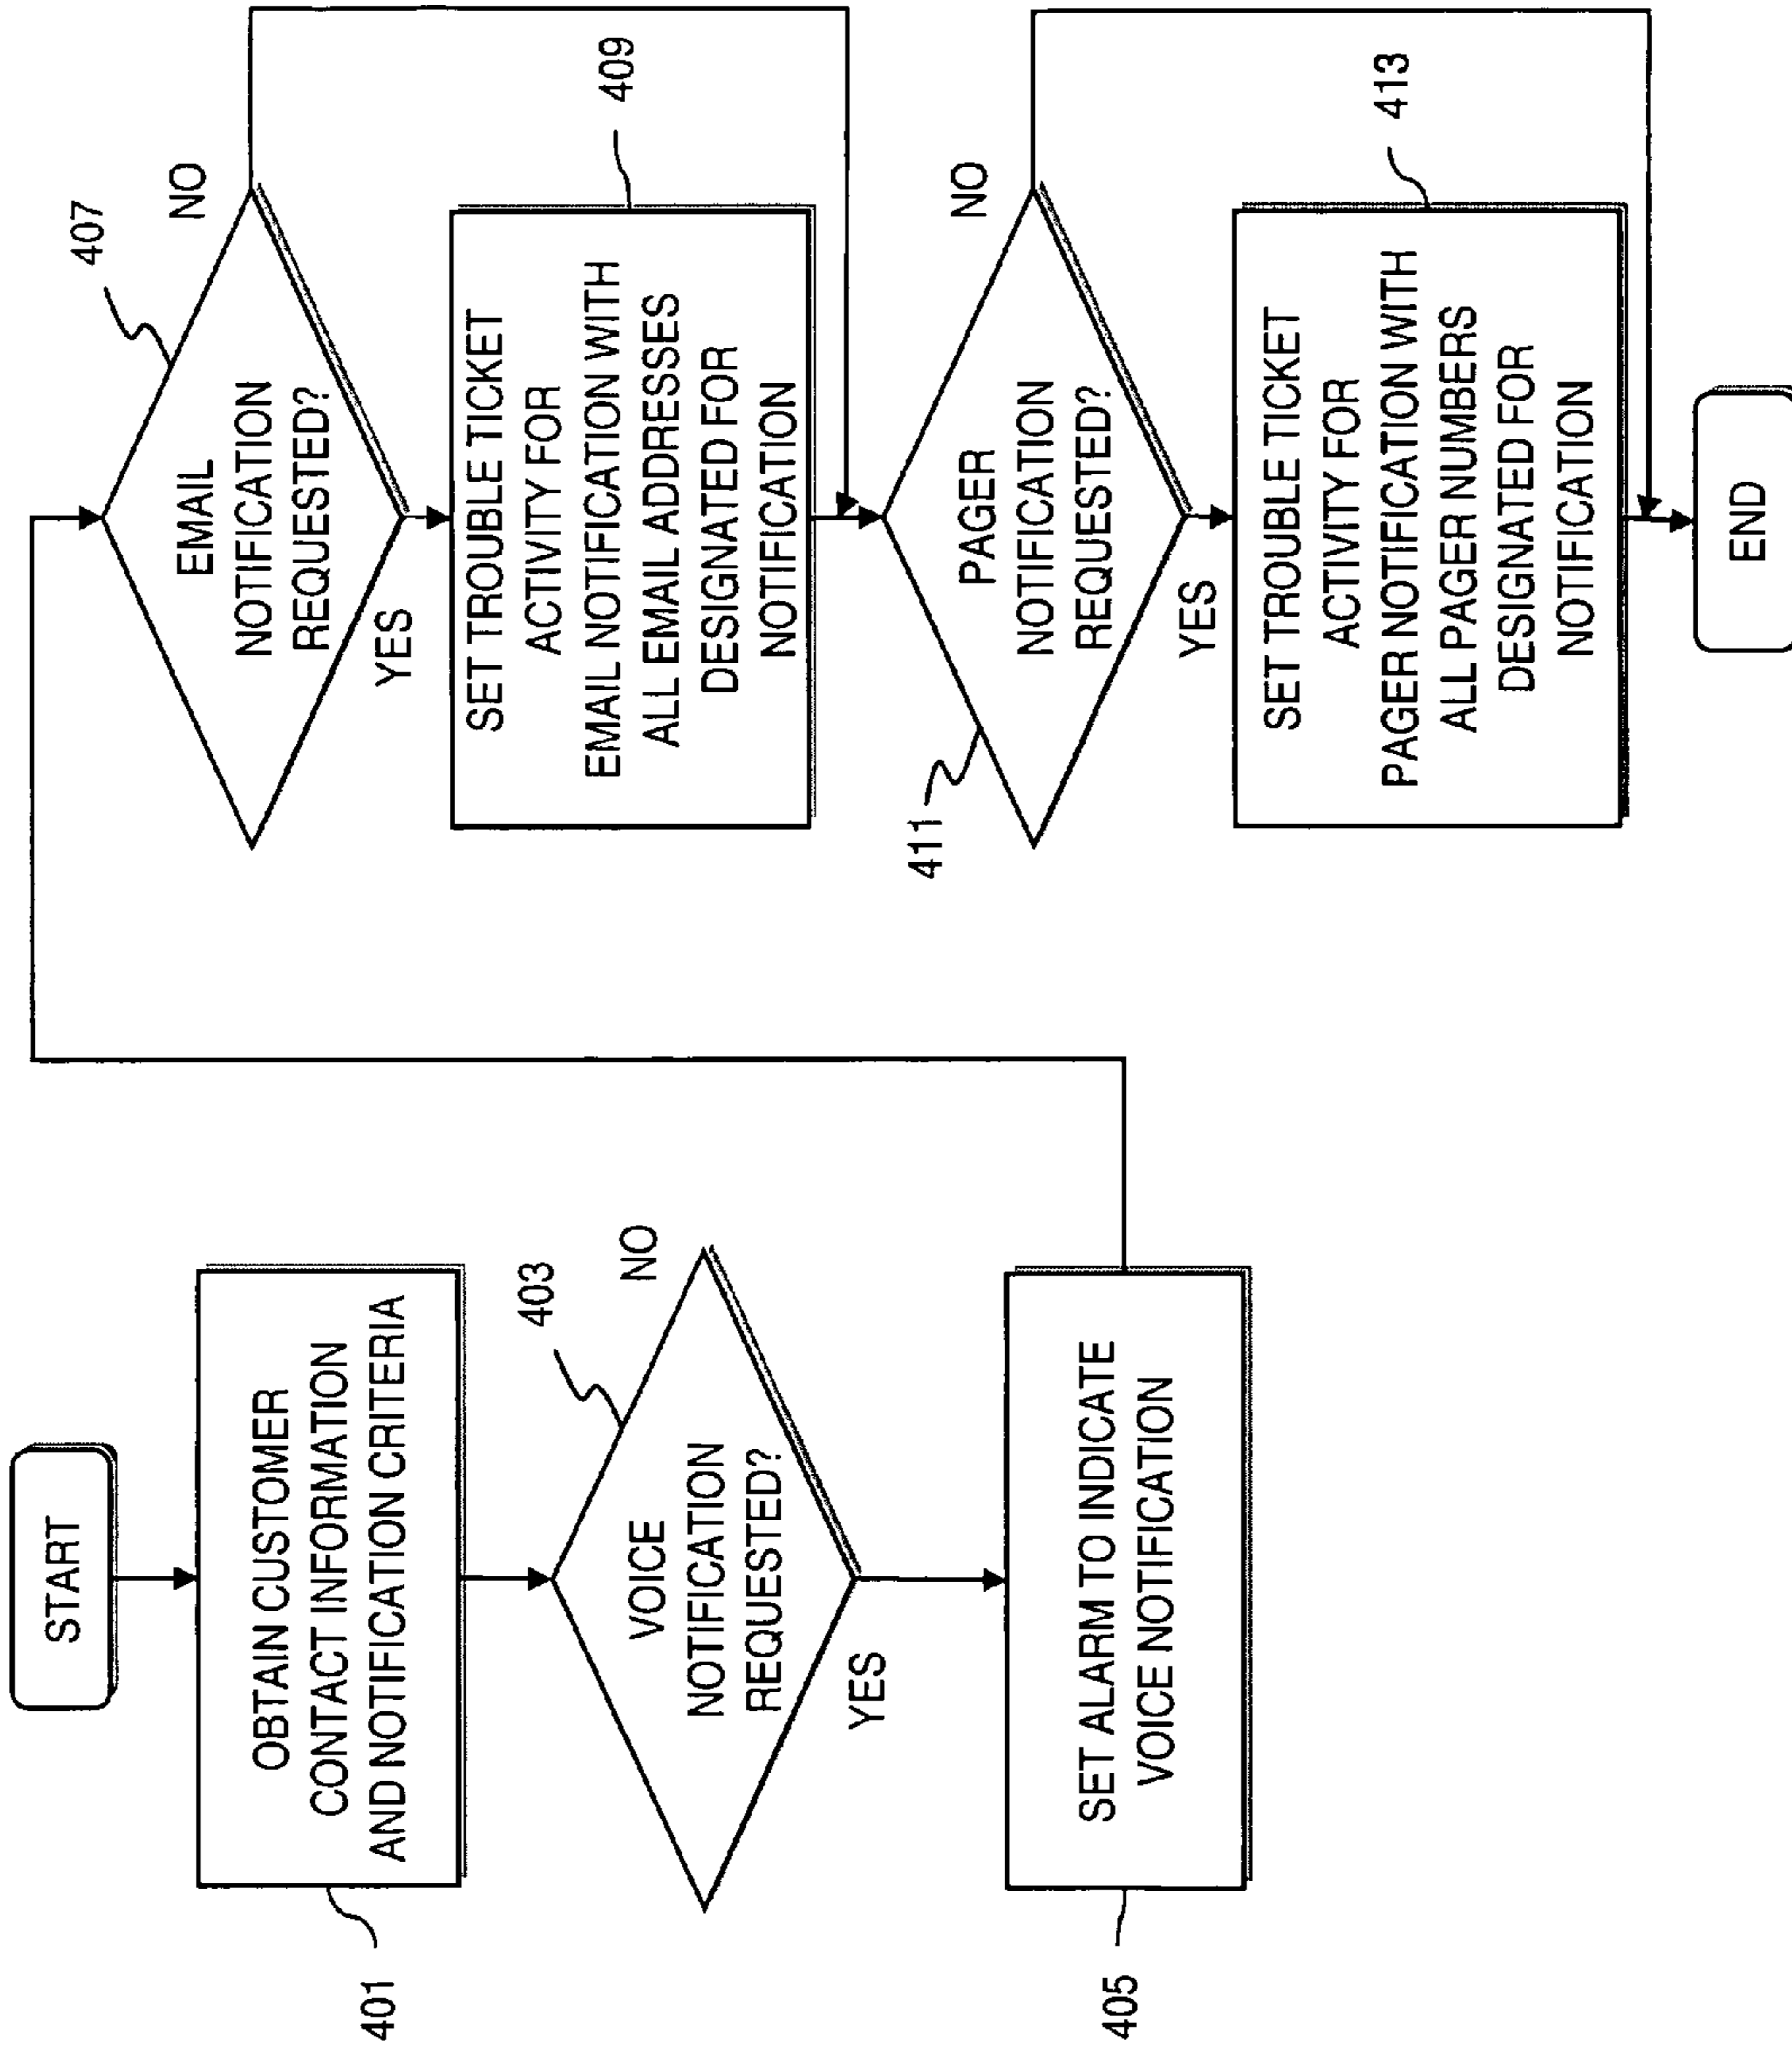 START
OBTAIN CUSTOMER
CONTACT INFORMATION
AND NOTIFICATION CRITERIA
401
VOICE
NOTIFICATION
REQUESTED?
403
NO
YES
SET ALARM TO INDICATE
VOICE NOTIFICATION
405
EMAIL
NOTIFICATION
REQUESTED?
407
NO
YES
SET TROUBLE TICKET
ACTIVITY FOR
EMAIL NOTIFICATION WITH
ALL EMAIL ADDRESSES
DESIGNATED FOR
NOTIFICATION
409
PAGER
NOTIFICATION
REQUESTED?
411
NO
YES
SET TROUBLE TICKET
ACTIVITY FOR
PAGER NOTIFICATION WITH
ALL PAGER NUMBERS
DESIGNATED FOR
NOTIFICATION
413
END